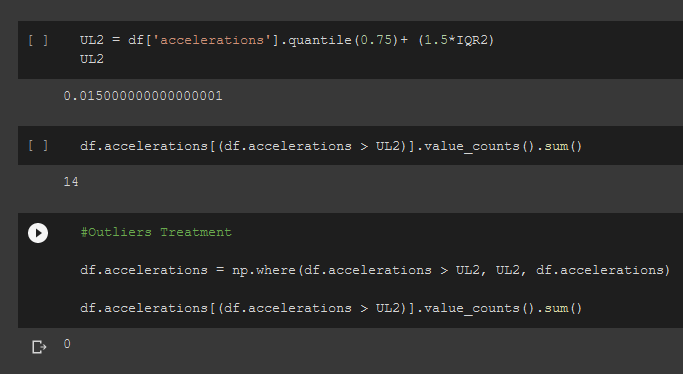 [ ] UL2 = df['accelerations'].quantile(0.75)+ (1.5*IQR2)
UL2
0.015000000000000001
[ ] df.accelerations[(df.accelerations > UL2)].value_counts().sum()
14
#Outliers Treatment
df.accelerations = np.where(df.accelerations > UL2, UL2, df.accelerations)
df.accelerations[(df.accelerations > UL2)].value_counts().sum()
0